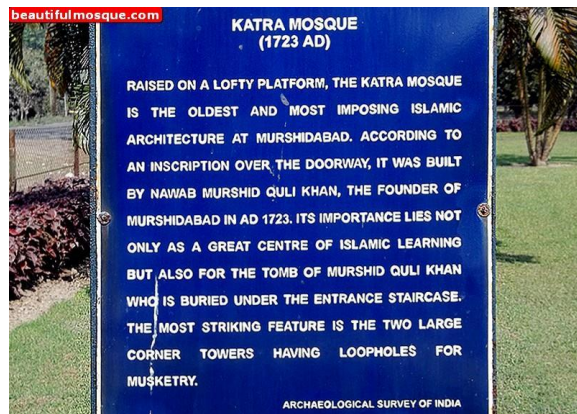 beautifulmosque.com
KATRA MOSQUE
(1723 AD)
RAISED ON A LOFTY PLATFORM, THE KATRA MOSQUE
IS THE OLDEST AND MOST IMPOSING ISLAMIC
ARCHITECTURE AT MURSHIDABAD. ACCORDING TO
AN INSCRIPTION OVER THE DOORWAY, IT WAS BUILT
BY NAWAB MURSHID QULI KHAN, THE FOUNDER OF
MURSHIDABAD IN AD 1723. ITS IMPORTANCE LIES NOT
ONLY AS A GREAT CENTRE OF ISLAMIC LEARNING
BUT ALSO FOR THE TOMB OF MURSHID QULI KHAN
WHO IS BURIED UNDER THE ENTRANCE STAIRCASE.
THE MOST STRIKING FEATURE IS THE TWO LARGE
CORNER TOWERS HAVING LOOPHOLES FOR
MUSKETRY.
ARCHAEOLOGICAL SURVEY OF INDIA